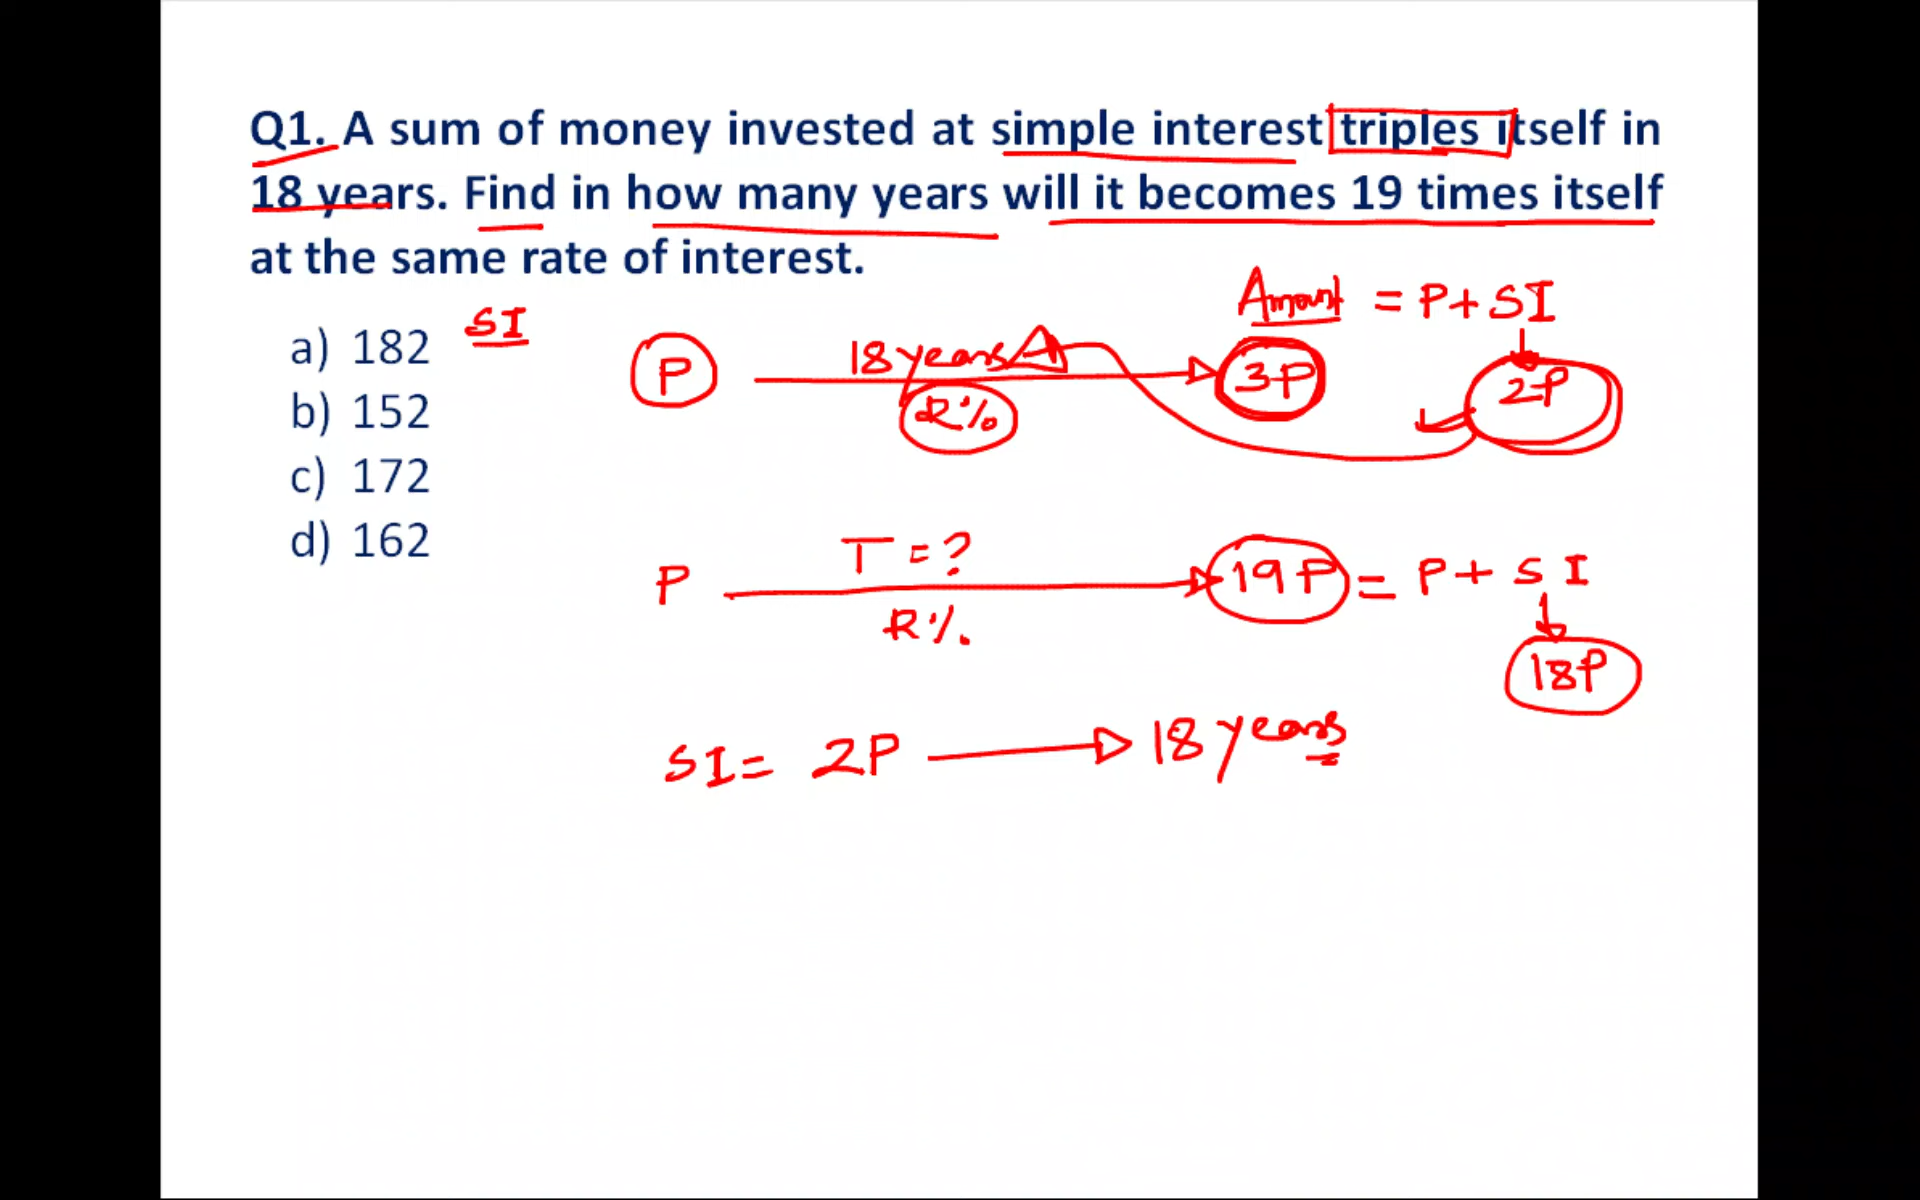 Q1. A sum of money invested at simple interest triples itself in
18 years. Find in how many years will it becomes 19 times itself
at the same rate of interest.
Amount = P+SI
a) 182 SI
P 18 years 3P 2P
R%
b) 152
c) 172
d) 162
T = ?
P 19P = P + SI
R%
18P
SI = 2P 18 years